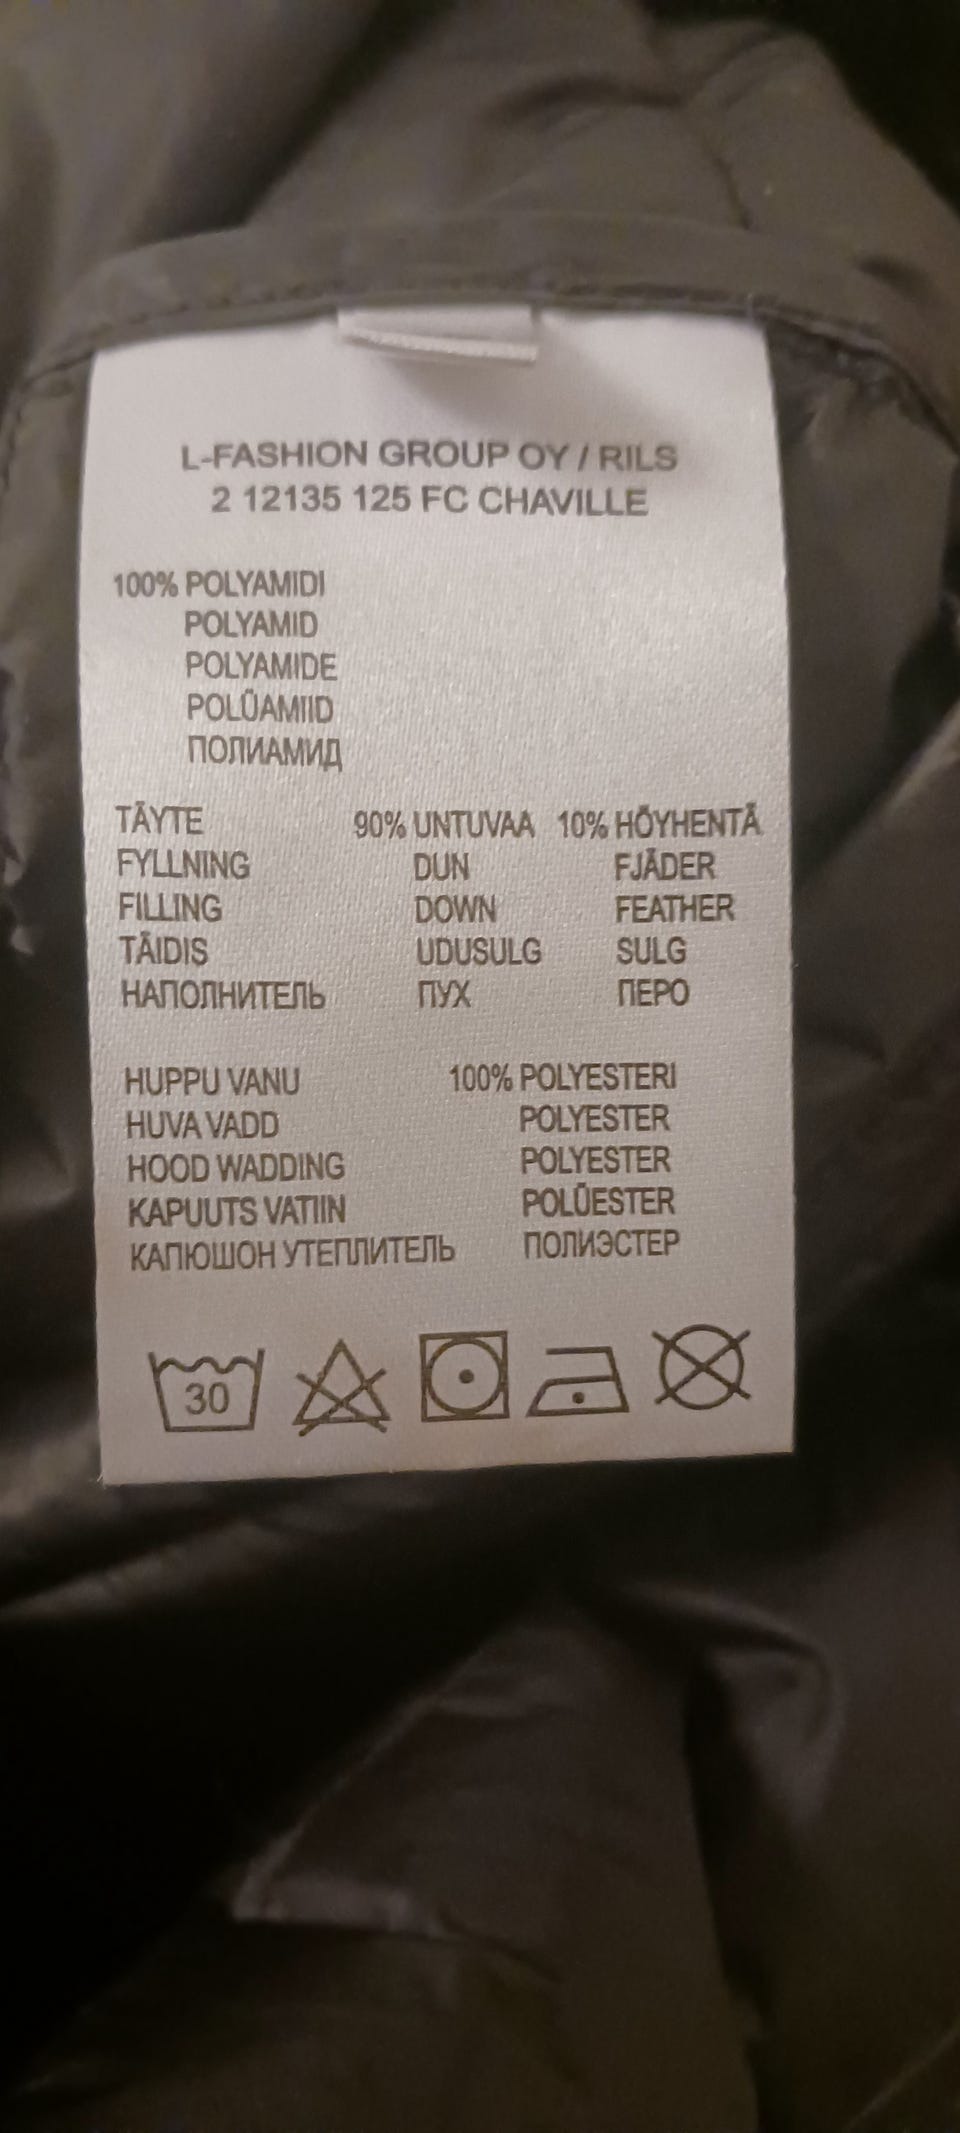 L-FASHION GROUP OY / RILS
2 12135 125 FC CHAVILLE
100% POLYAMIDI
POLYAMID
POLYAMIDE
POLÜAMIID
ПОЛИАМИД
TÄYTE 90% UNTUVAA 10% HÖYHENTÄ
FYLLNING DUN FJÄDER
FILLING DOWN FEATHER
TÄIDIS UDUSULG SULG
НАПОЛНИТЕЛЬ ПУХ ПЕРО
HUPPU VANU 100% POLYESTERI
HUVA VADD POLYESTER
HOOD WADDING POLYESTER
KAPUUTS VATIIN POLÜESTER
КАПЮШОН УТЕПЛИТЕЛЬ ПОЛИЭСТЕР
30